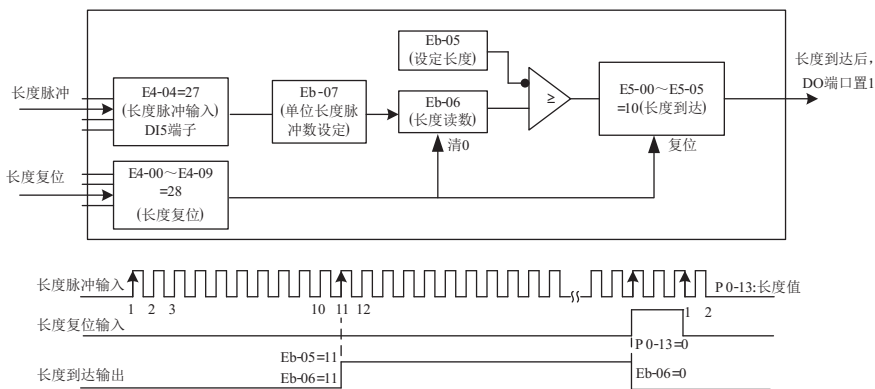 长度脉冲
E4-04=27
(长度脉冲输入)
DI5端子
Eb-07
(单位长度脉
冲数设定)
Eb-05
(设定长度)
Eb-06
(长度读数)
清0
≥
E5-00～E5-05
=10(长度到达)
复位
长度到达后，
DO端口置1
长度复位
E4-00～E4-09
=28
(长度复位)
长度脉冲输入
P0-13:长度值
1 2 3 10 11 12 1 2
长度复位输入
P0-13=0
Eb-05=11
长度到达输出
Eb-06=11
Eb-06=0